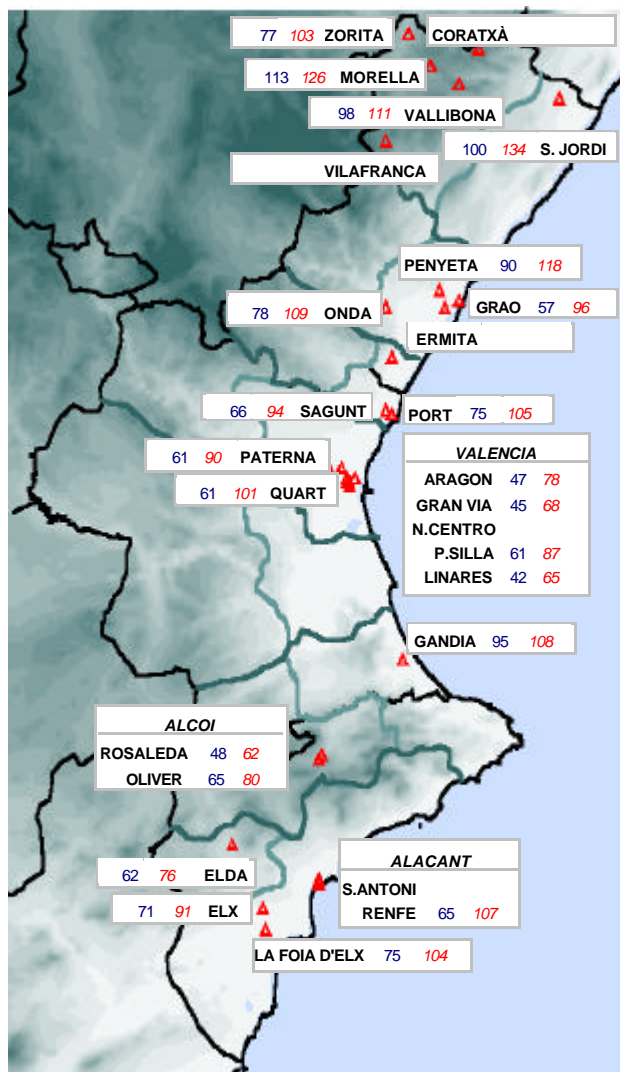 77 103 ZORITA
CORATXÀ
113 126 MORELLA
98 111 VALLIBONA
100 134 S. JORDI
VILAFRANCA
PENYETA 90 118
78 109 ONDA
GRAO 57 96
ERMITA
66 94 SAGUNT
PORT 75 105
61 90 PATERNA
61 101 QUART
VALENCIA
ARAGON 47 78
GRAN VIA 45 68
N.CENTRO
P.SILLA 61 87
LINARES 42 65
GANDIA 95 108
ALCOI
ROSALEDA 48 62
OLIVER 65 80
62 76 ELDA
71 91 ELX
ALACANT
S.ANTONI
RENFE 65 107
LA FOIA D'ELX 75 104